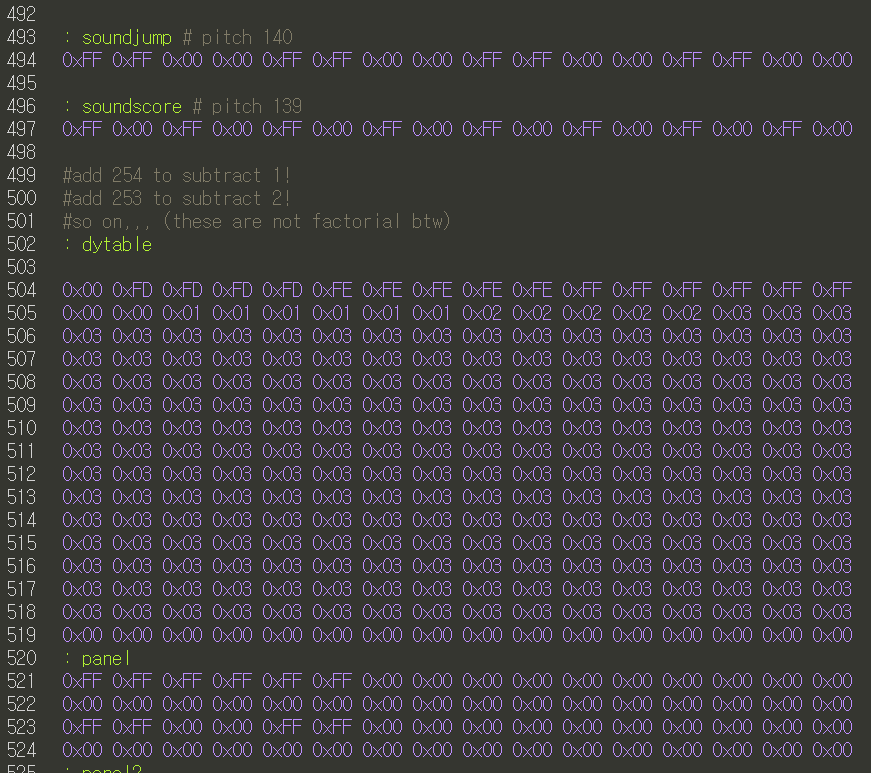 492
493 : soundjump # pitch 140
494 0xFF 0xFF 0x00 0x00 0xFF 0xFF 0x00 0x00 0xFF 0xFF 0x00 0x00 0xFF 0xFF 0x00 0x00
495
496 : soundscore # pitch 139
497 0xFF 0x00 0xFF 0x00 0xFF 0x00 0xFF 0x00 0xFF 0x00 0xFF 0x00 0xFF 0x00 0xFF 0x00
498
499 #add 254 to subtract 1!
500 #add 253 to subtract 2!
501 #so on,,, (these are not factorial btw)
502 : dytable
503
504 0x00 0xFD 0xFD 0xFD 0xFD 0xFE 0xFE 0xFE 0xFE 0xFE 0xFF 0xFF 0xFF 0xFF 0xFF 0xFF
505 0x00 0x00 0x01 0x01 0x01 0x01 0x01 0x01 0x02 0x02 0x02 0x02 0x02 0x03 0x03 0x03
506 0x03 0x03 0x03 0x03 0x03 0x03 0x03 0x03 0x03 0x03 0x03 0x03 0x03 0x03 0x03 0x03
507 0x03 0x03 0x03 0x03 0x03 0x03 0x03 0x03 0x03 0x03 0x03 0x03 0x03 0x03 0x03 0x03
508 0x03 0x03 0x03 0x03 0x03 0x03 0x03 0x03 0x03 0x03 0x03 0x03 0x03 0x03 0x03 0x03
509 0x03 0x03 0x03 0x03 0x03 0x03 0x03 0x03 0x03 0x03 0x03 0x03 0x03 0x03 0x03 0x03
510 0x03 0x03 0x03 0x03 0x03 0x03 0x03 0x03 0x03 0x03 0x03 0x03 0x03 0x03 0x03 0x03
511 0x03 0x03 0x03 0x03 0x03 0x03 0x03 0x03 0x03 0x03 0x03 0x03 0x03 0x03 0x03 0x03
512 0x03 0x03 0x03 0x03 0x03 0x03 0x03 0x03 0x03 0x03 0x03 0x03 0x03 0x03 0x03 0x03
513 0x03 0x03 0x03 0x03 0x03 0x03 0x03 0x03 0x03 0x03 0x03 0x03 0x03 0x03 0x03 0x03
514 0x03 0x03 0x03 0x03 0x03 0x03 0x03 0x03 0x03 0x03 0x03 0x03 0x03 0x03 0x03 0x03
515 0x03 0x03 0x03 0x03 0x03 0x03 0x03 0x03 0x03 0x03 0x03 0x03 0x03 0x03 0x03 0x03
516 0x03 0x03 0x03 0x03 0x03 0x03 0x03 0x03 0x03 0x03 0x03 0x03 0x03 0x03 0x03 0x03
517 0x03 0x03 0x03 0x03 0x03 0x03 0x03 0x03 0x03 0x03 0x03 0x03 0x03 0x03 0x03 0x03
518 0x03 0x03 0x03 0x03 0x03 0x03 0x03 0x03 0x03 0x03 0x03 0x03 0x03 0x03 0x03 0x03
519 0x00 0x00 0x00 0x00 0x00 0x00 0x00 0x00 0x00 0x00 0x00 0x00 0x00 0x00 0x00 0x00
520 : panel
521 0xFF 0xFF 0xFF 0xFF 0xFF 0xFF 0x00 0x00 0x00 0x00 0x00 0x00 0x00 0x00 0x00 0x00
522 0x00 0x00 0x00 0x00 0x00 0x00 0x00 0x00 0x00 0x00 0x00 0x00 0x00 0x00 0x00 0x00
523 0xFF 0xFF 0x00 0x00 0xFF 0xFF 0x00 0x00 0x00 0x00 0x00 0x00 0x00 0x00 0x00 0x00
524 0x00 0x00 0x00 0x00 0x00 0x00 0x00 0x00 0x00 0x00 0x00 0x00 0x00 0x00 0x00 0x00
525 : panel2